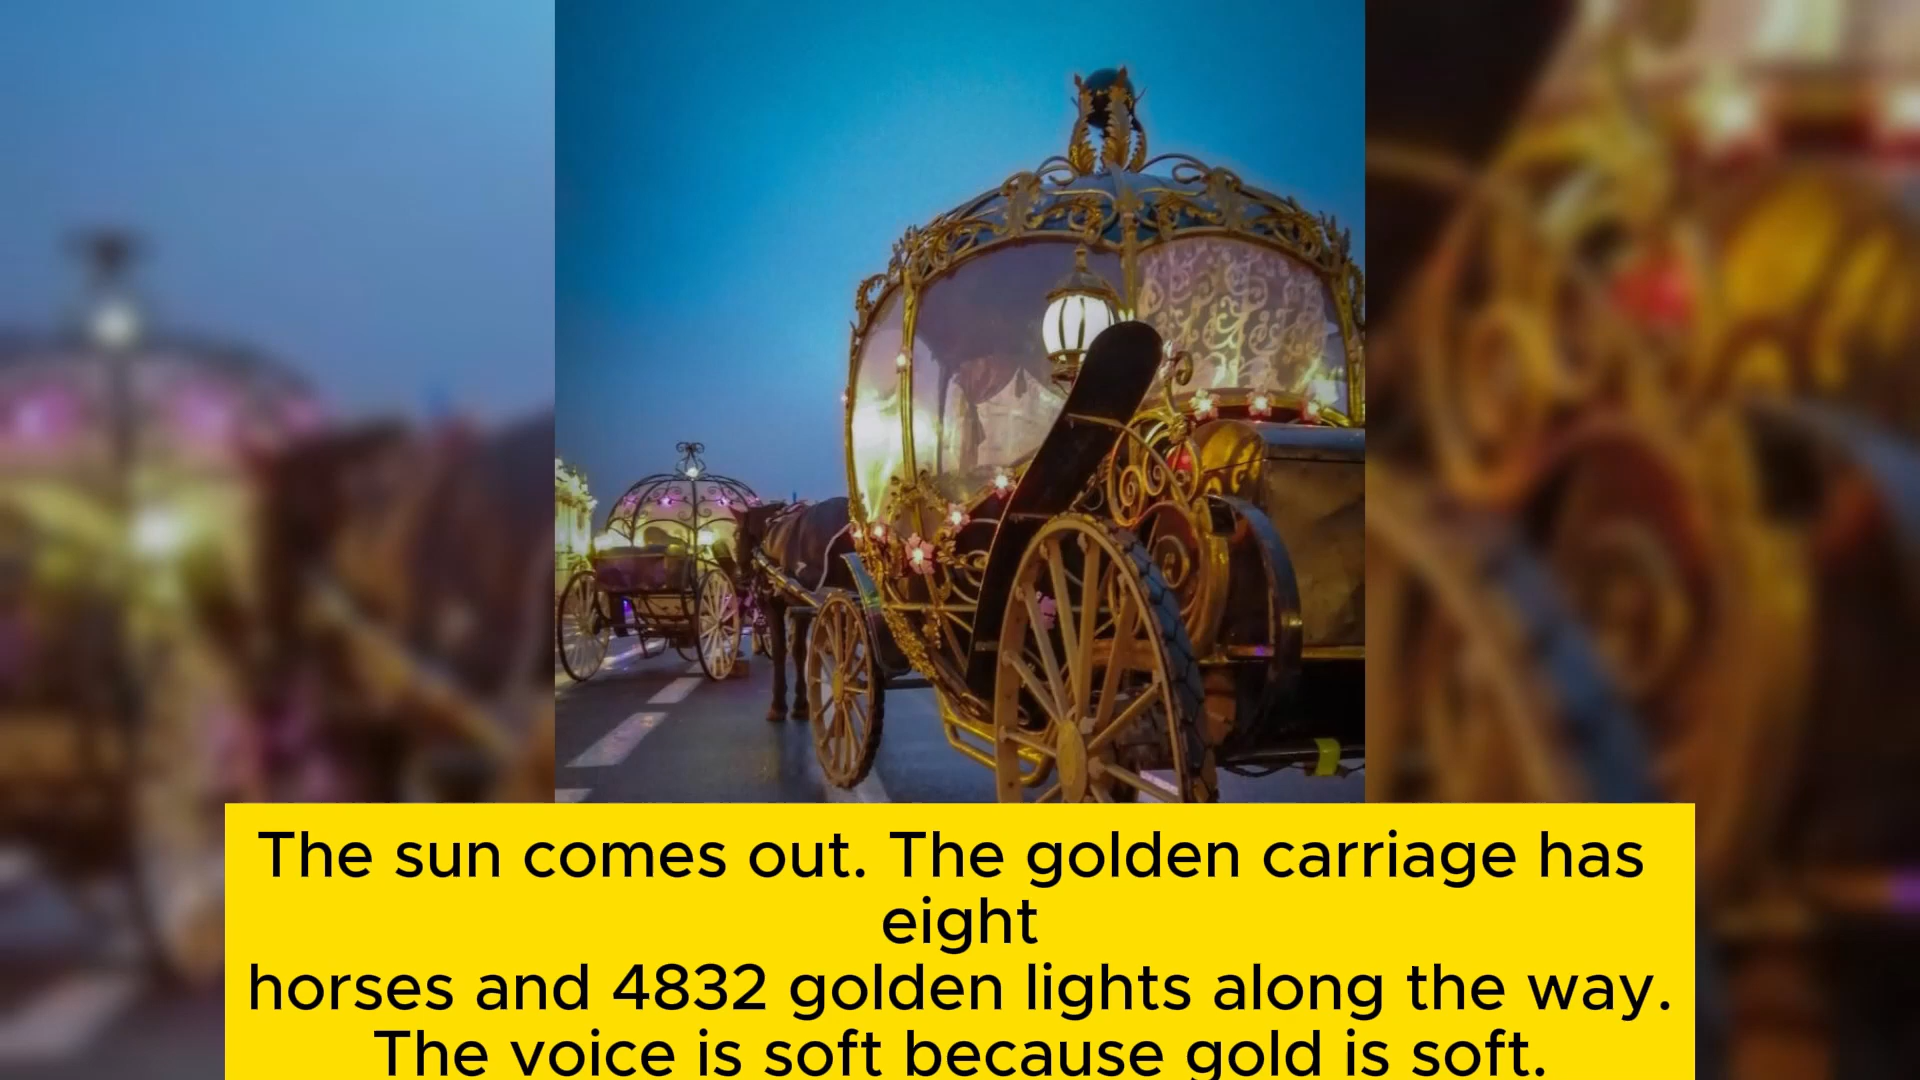 The sun comes out. The golden carriage has
eight
horses and 4832 golden lights along the way.
The voice is soft because gold is soft.